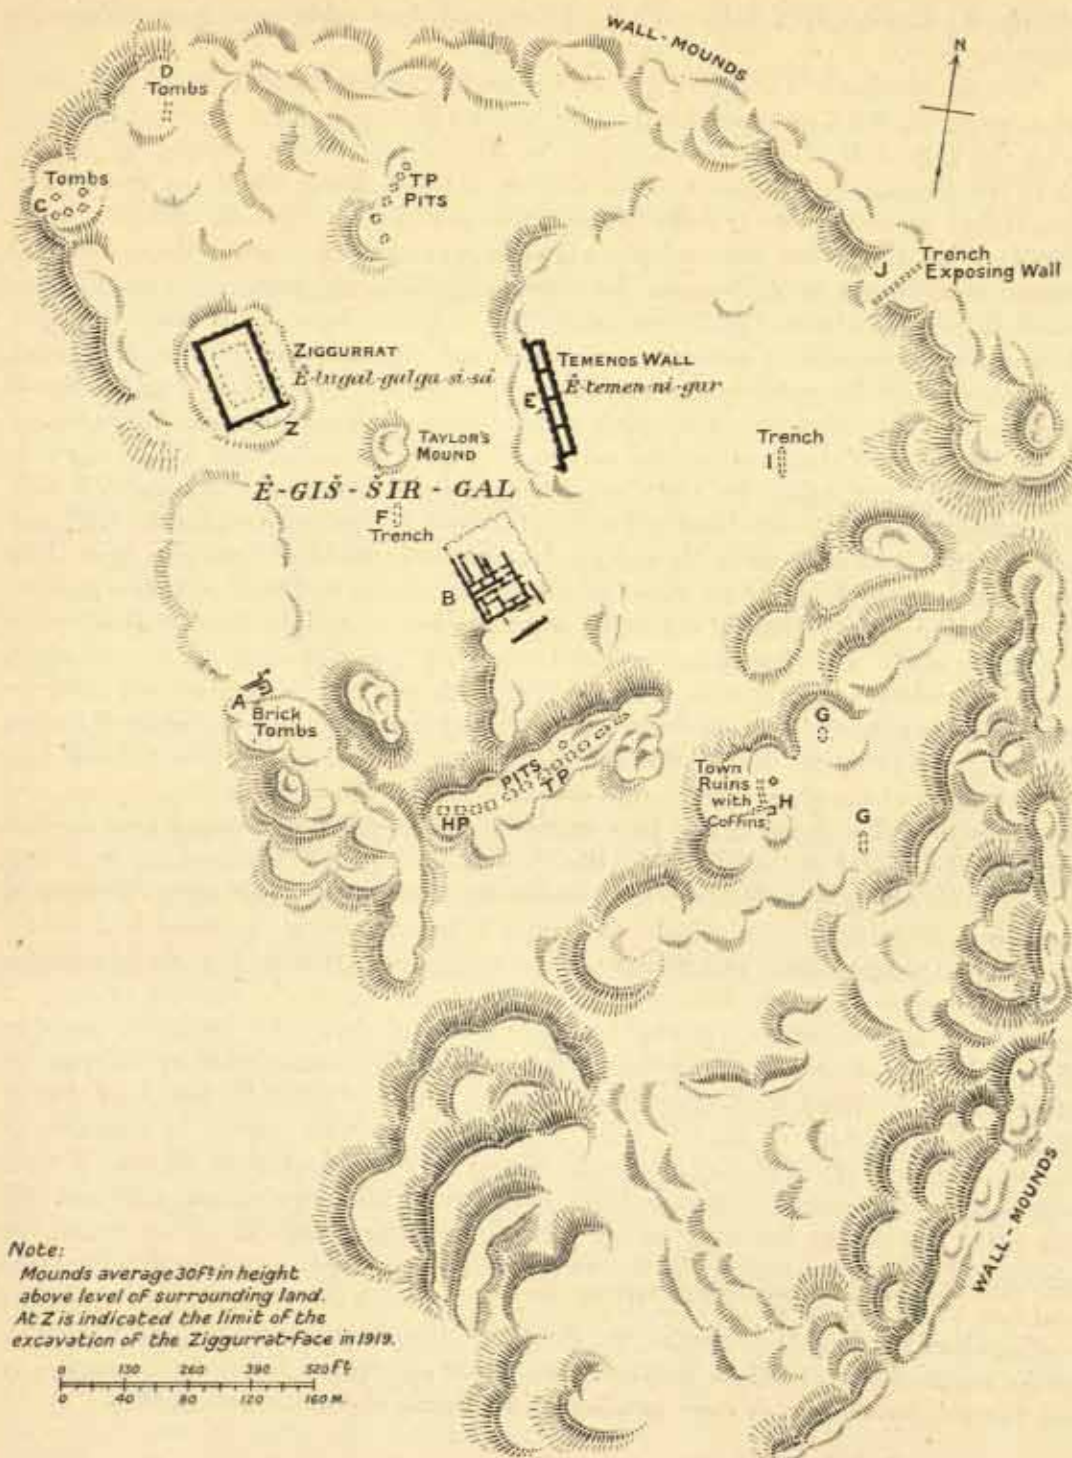 WALL-MOUNDS
N
D
Tombs
Tombs
C
TP
PITS
J
Trench
Exposing Wall
ZIGGURRAT
Ê-lugal-galga-si-sá
Z
TEMENOS WALL
Ê-temen-ni-gur
E
TAYLOR'S
MOUND
Trench
I
Ê-GIŠ-ŠIR-GAL
F
Trench
B
A
Brick
Tombs
PITS
TP
HP
G
Town
Ruins
with
Coffins
H
G
WALL-MOUNDS
Note:
Mounds average 30Ft in height
above level of surrounding land.
At Z is indicated the limit of the
excavation of the Ziggurrat-Face in 1919.
0 130 260 390 520 Ft
0 40 80 120 160 M.